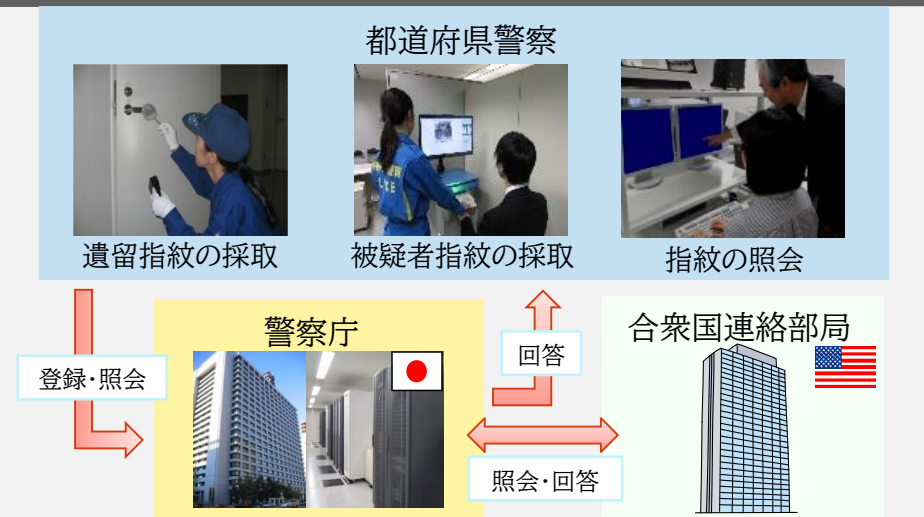 都道府県警察
遺留指紋の採取
被疑者指紋の採取
指紋の照会
警察庁
合衆国連絡部局
登録・照会
回答
照会・回答